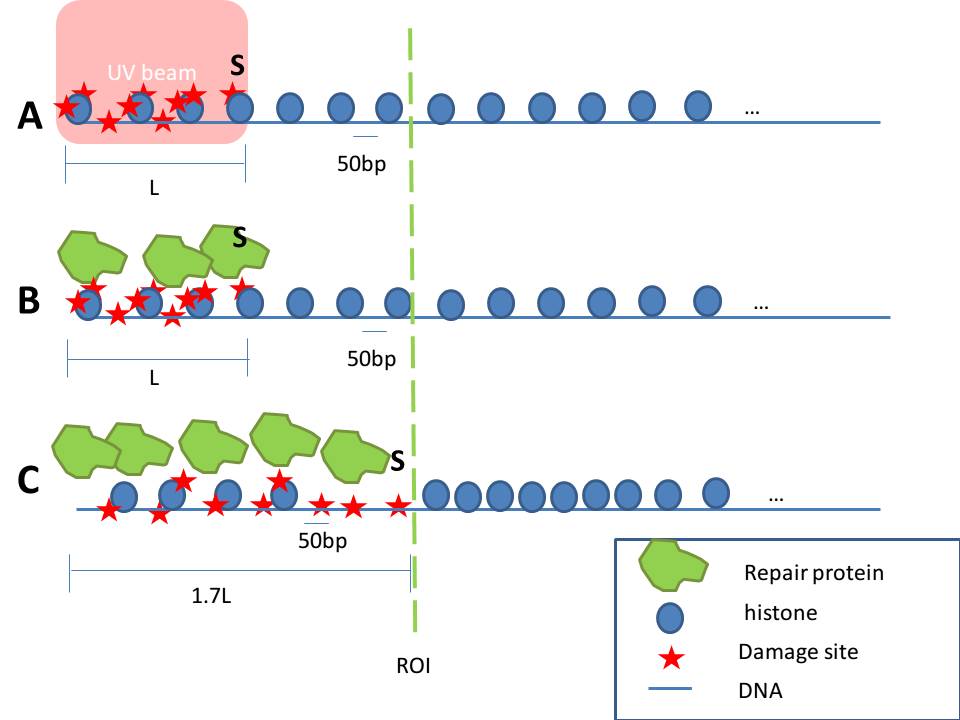 UV beam
S
A
...
50bp
L
S
B
...
50bp
L
S
C
...
50bp
1.7L
ROI
Repair protein
histone
Damage site
DNA